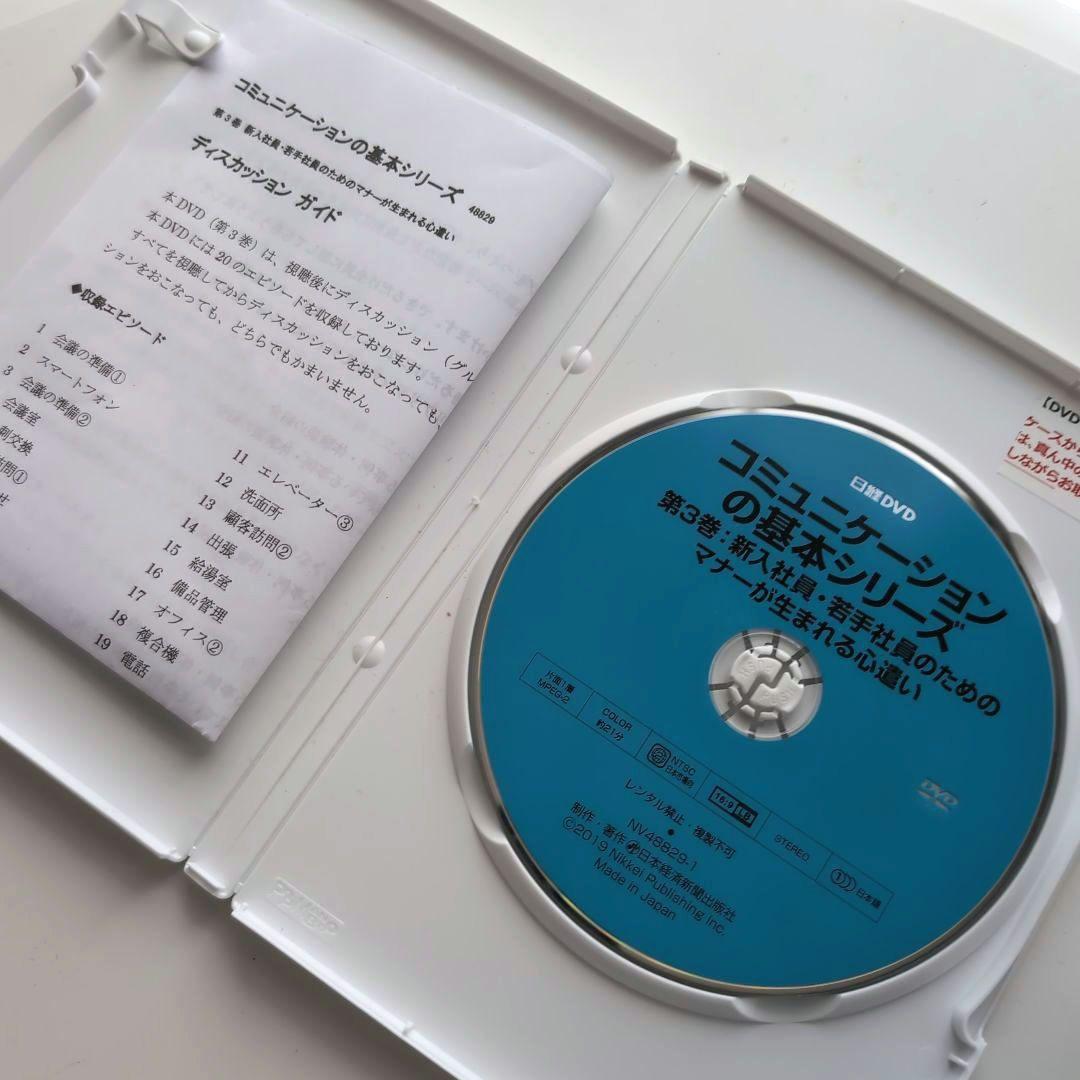 コミュニケーションの基本シリーズ
48829
第3巻 新入社員・若手社員のためのマナーが生まれる心遣い
ディスカッション ガイド
本DVD(第3巻)は、視聴後にディスカッション(グル
本DVDには20のエピソードを収録しております。
すべてを視聴してからディスカッションをおこなっても、
ションをおこなっても、どちらでもかまいません。
◆収録エピソード
1 会議の準備①
2 スマートフォン
3 会議の準備②
会議室
刺交換
訪問①
せ
11 エレベーター③
12 洗面所
13 顧客訪問②
14 出張
15 給湯室
16 備品管理
17 オフィス②
18 複合機
19 電話
【DVD
ケースか
は、真ん中の
しながらお取
日経DVD
コミュニケーション
の基本シリーズ
第3巻:新入社員・若手社員のための
マナーが生まれる心遣い
PUSH
片面1層
MPEG-2
COLOR
約21分
NTSC
日本市場向
16:9 LB
STEREO
1))) 日本語
DVD
レンタル禁止・複製不可
NV48829-1
制作・著作 日本経済新聞出版社
©2019 Nikkei Publishing Inc.
Made in Japan